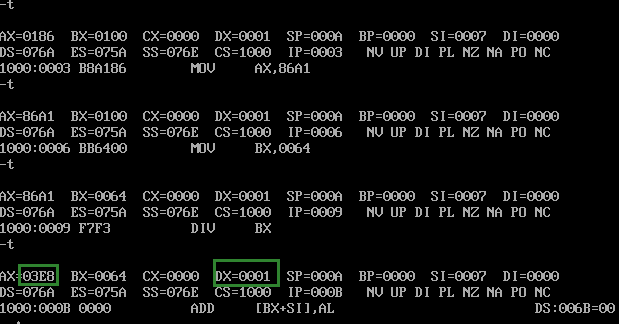 -t
AX=0186 BX=0100 CX=0000 DX=0001 SP=000A BP=0000 SI=0007 DI=0000
DS=076A ES=075A SS=076E CS=1000 IP=0003 NV UP DI PL NZ NA PO NC
1000:0003 B8A186 MOV AX,86A1
-t
AX=86A1 BX=0100 CX=0000 DX=0001 SP=000A BP=0000 SI=0007 DI=0000
DS=076A ES=075A SS=076E CS=1000 IP=0006 NV UP DI PL NZ NA PO NC
1000:0006 BB6400 MOV BX,0064
-t
AX=86A1 BX=0064 CX=0000 DX=0001 SP=000A BP=0000 SI=0007 DI=0000
DS=076A ES=075A SS=076E CS=1000 IP=0009 NV UP DI PL NZ NA PO NC
1000:0009 F7F3 DIV BX
-t
AX=03E8 BX=0064 CX=0000 DX=0001 SP=000A BP=0000 SI=0007 DI=0000
DS=076A ES=075A SS=076E CS=1000 IP=000B NV UP DI PL NZ NA PO NC
1000:000B 0000 ADD [BX+SI],AL DS:006B=00